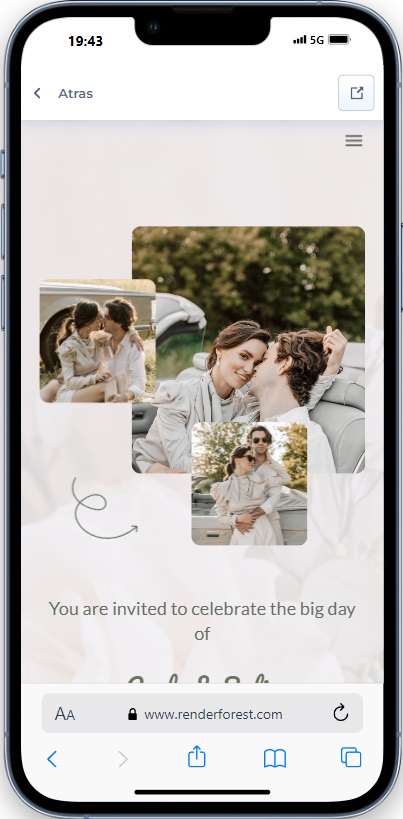 19:43
5G
Atras
You are invited to celebrate the big day
of
AA
www.renderforest.com